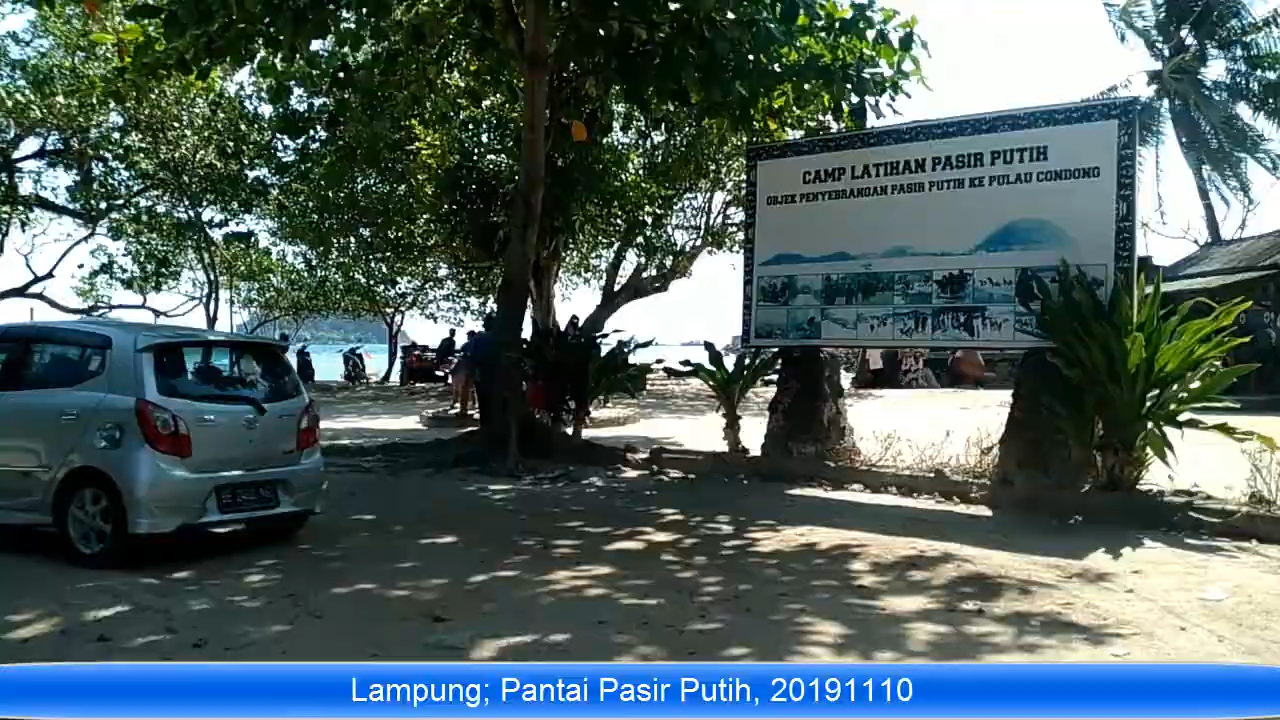 CAMP LATIHAN PASIR PUTIH
OBJEK PENYEBRANGAN PASIR PUTIH KE PULAU CONDONG
Lampung; Pantai Pasir Putih, 20191110